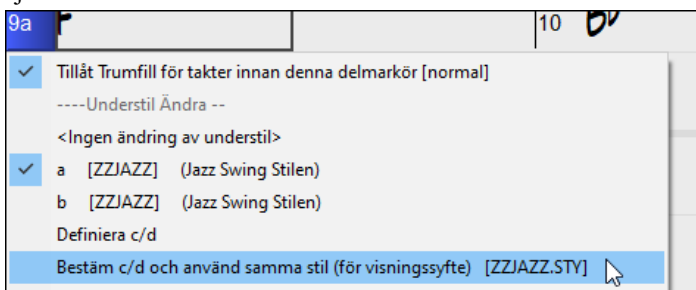 9a F 10 Bb
Tillåt Trumfill för takter innan denna delmarkör [normal]
----Understil Ändra --
<Ingen ändring av understil>
a [ZZJAZZ] (Jazz Swing Stilen)
b [ZZJAZZ] (Jazz Swing Stilen)
Definiera c/d
Bestäm c/d och använd samma stil (för visningssyfte) [ZZJAZZ.STY]